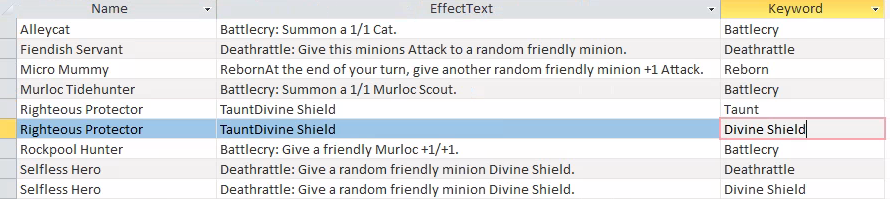 Name EffectText Keyword
Alleycat Battlecry: Summon a 1/1 Cat. Battlecry
Fiendish Servant Deathrattle: Give this minions Attack to a random friendly minion. Deathrattle
Micro Mummy RebornAt the end of your turn, give another random friendly minion +1 Attack. Reborn
Murloc Tidehunter Battlecry: Summon a 1/1 Murloc Scout. Battlecry
Righteous Protector TauntDivine Shield Taunt
Righteous Protector TauntDivine Shield Divine Shield
Rockpool Hunter Battlecry: Give a friendly Murloc +1/+1. Battlecry
Selfless Hero Deathrattle: Give a random friendly minion Divine Shield. Deathrattle
Selfless Hero Deathrattle: Give a random friendly minion Divine Shield. Divine Shield